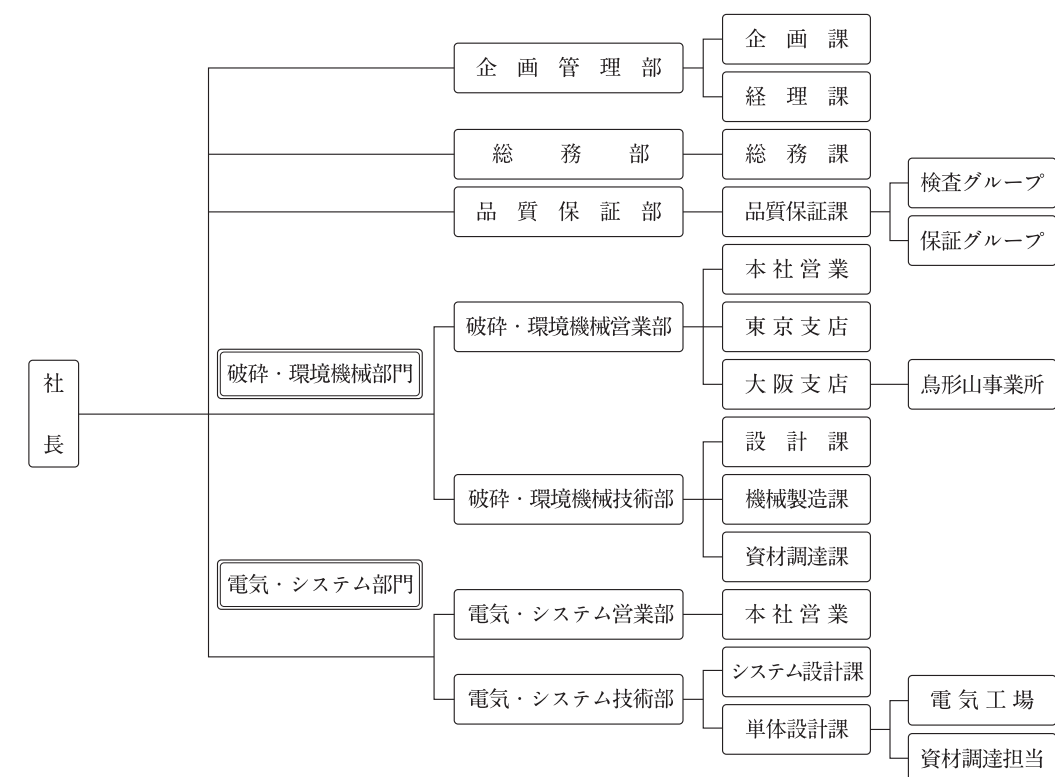 社長
企画管理部
企画課
経理課
総務部
総務課
品質保証部
品質保証課
検査グループ
保証グループ
破砕・環境機械部門
破砕・環境機械営業部
本社営業
東京支店
大阪支店
鳥形山事業所
破砕・環境機械技術部
設計課
機械製造課
資材調達課
電気・システム部門
電気・システム営業部
本社営業
電気・システム技術部
システム設計課
単体設計課
電気工場
資材調達担当